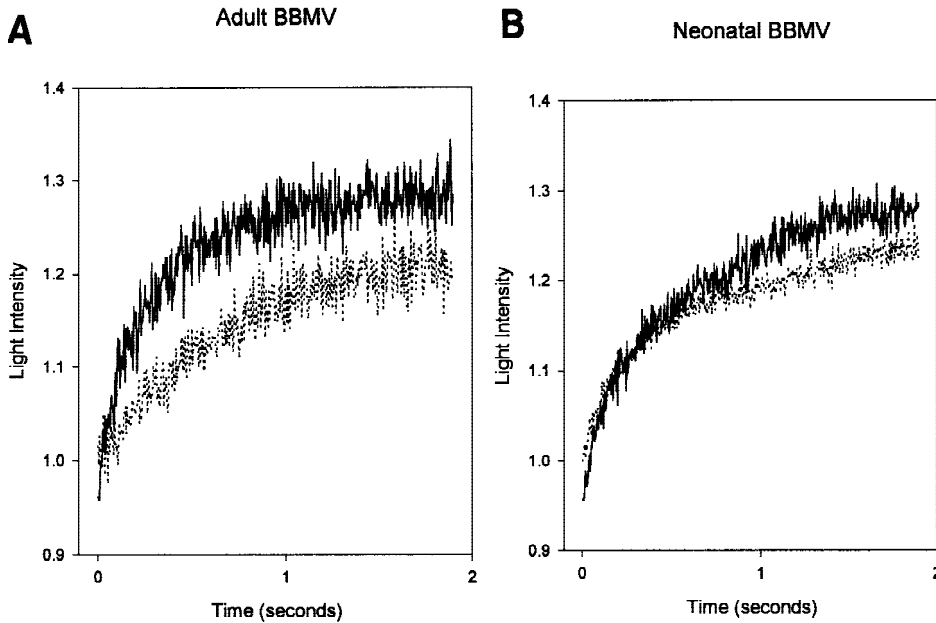 A
Adult BBMV
1.4
1.3
1.2
1.1
1.0
0.9
Light Intensity
0
1
2
Time (seconds)
B
Neonatal BBMV
1.4
1.3
1.2
1.1
1.0
0.9
Light Intensity
0
1
2
Time (seconds)